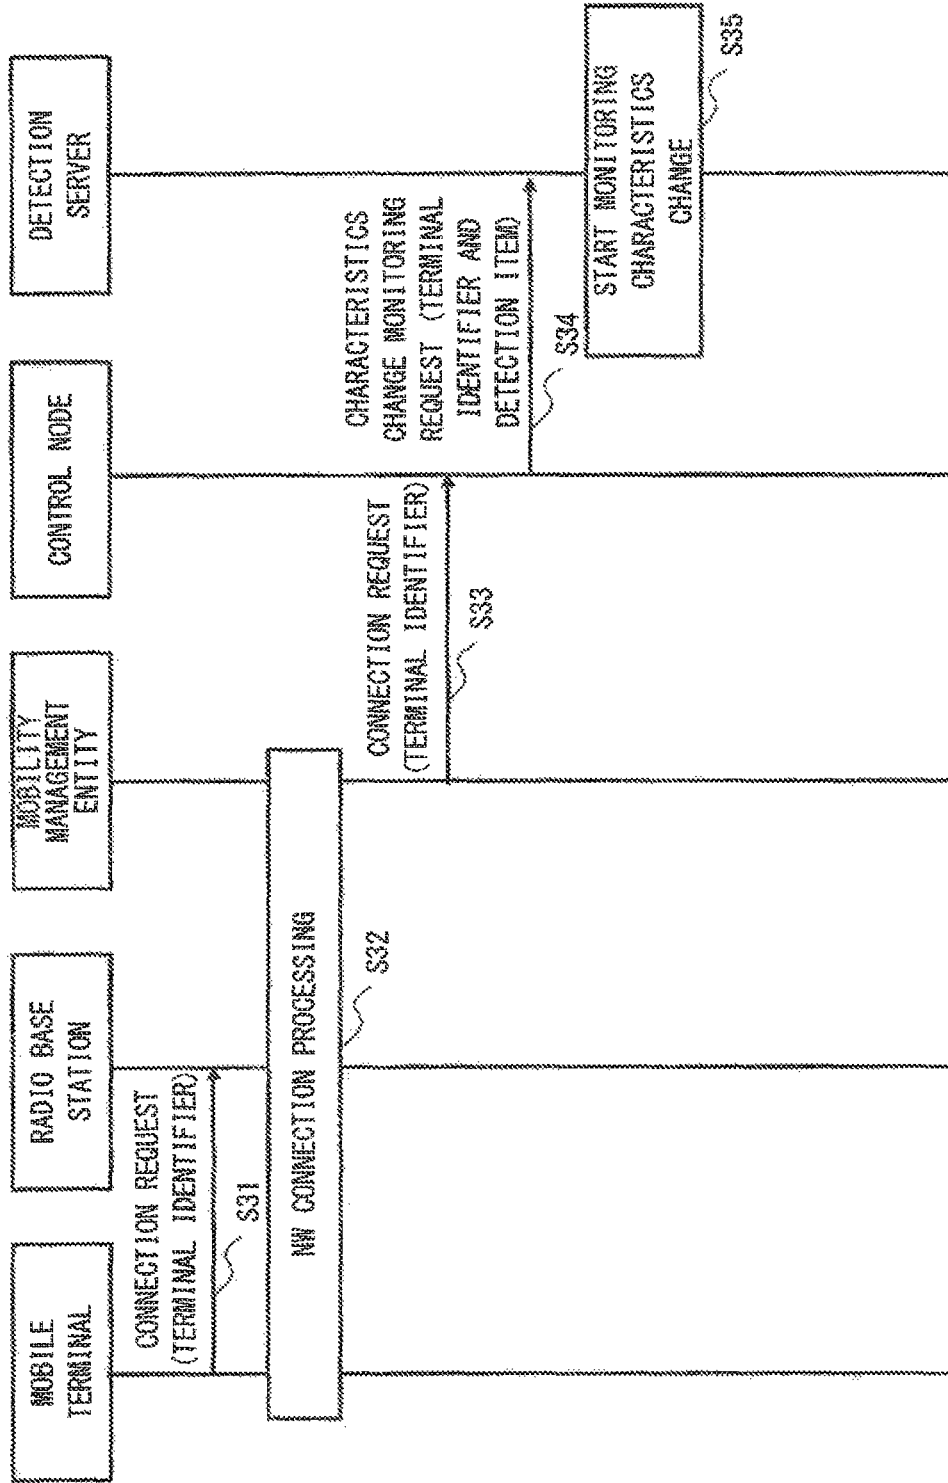 MOBILE
TERMINAL
RADIO BASE
STATION
MOBILITY
MANAGEMENT
ENTITY
CONTROL NODE
DETECTION
SERVER
CONNECTION REQUEST
(TERMINAL IDENTIFIER)
S31
NW CONNECTION PROCESSING
S32
CONNECTION REQUEST
(TERMINAL IDENTIFIER)
S33
CHARACTERISTICS
CHANGE MONITORING
REQUEST (TERMINAL
IDENTIFIER AND
DETECTION ITEM)
S34
START MONITORING
CHARACTERISTICS
CHANGE
S35